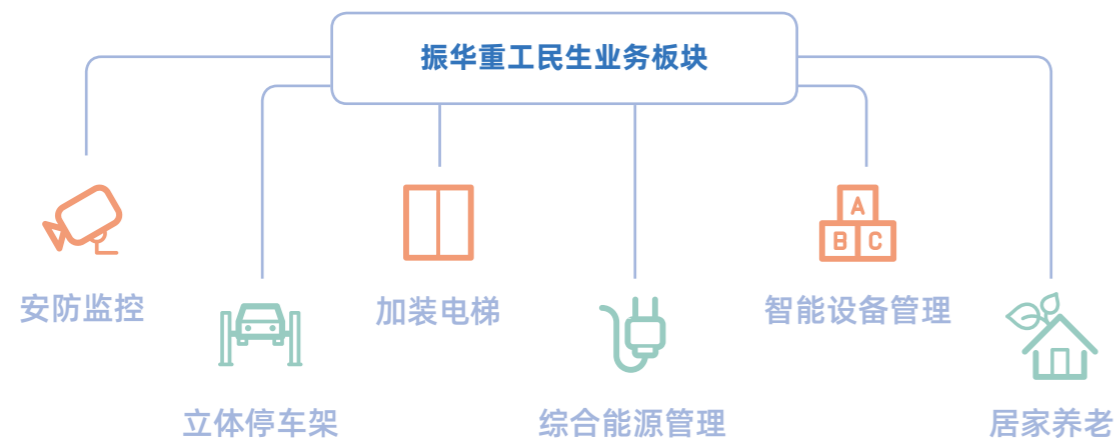 振华重工民生业务板块
A
B C
安防监控
加装电梯
智能设备管理
立体停车架
综合能源管理
居家养老